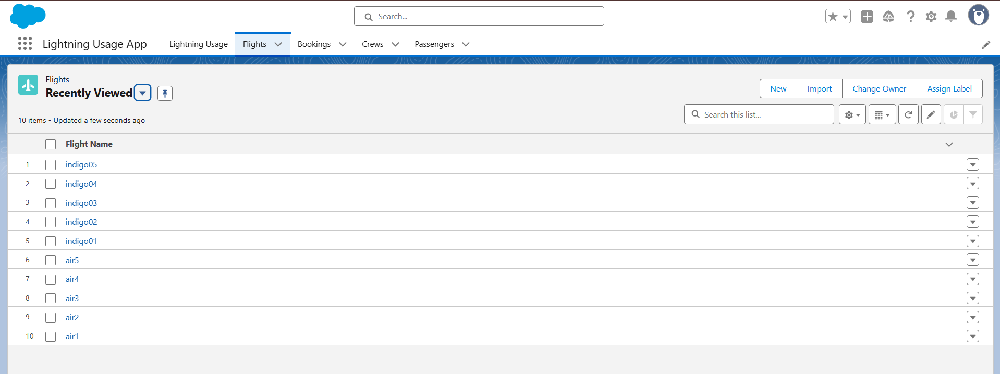 Search...
Lightning Usage App
Lightning Usage Flights Bookings Crews Passengers
Flights
Recently Viewed
New Import Change Owner Assign Label
10 items • Updated a few seconds ago
Search this list...
Flight Name
1 indigo05
2 indigo04
3 indigo03
4 indigo02
5 indigo01
6 air5
7 air4
8 air3
9 air2
10 air1